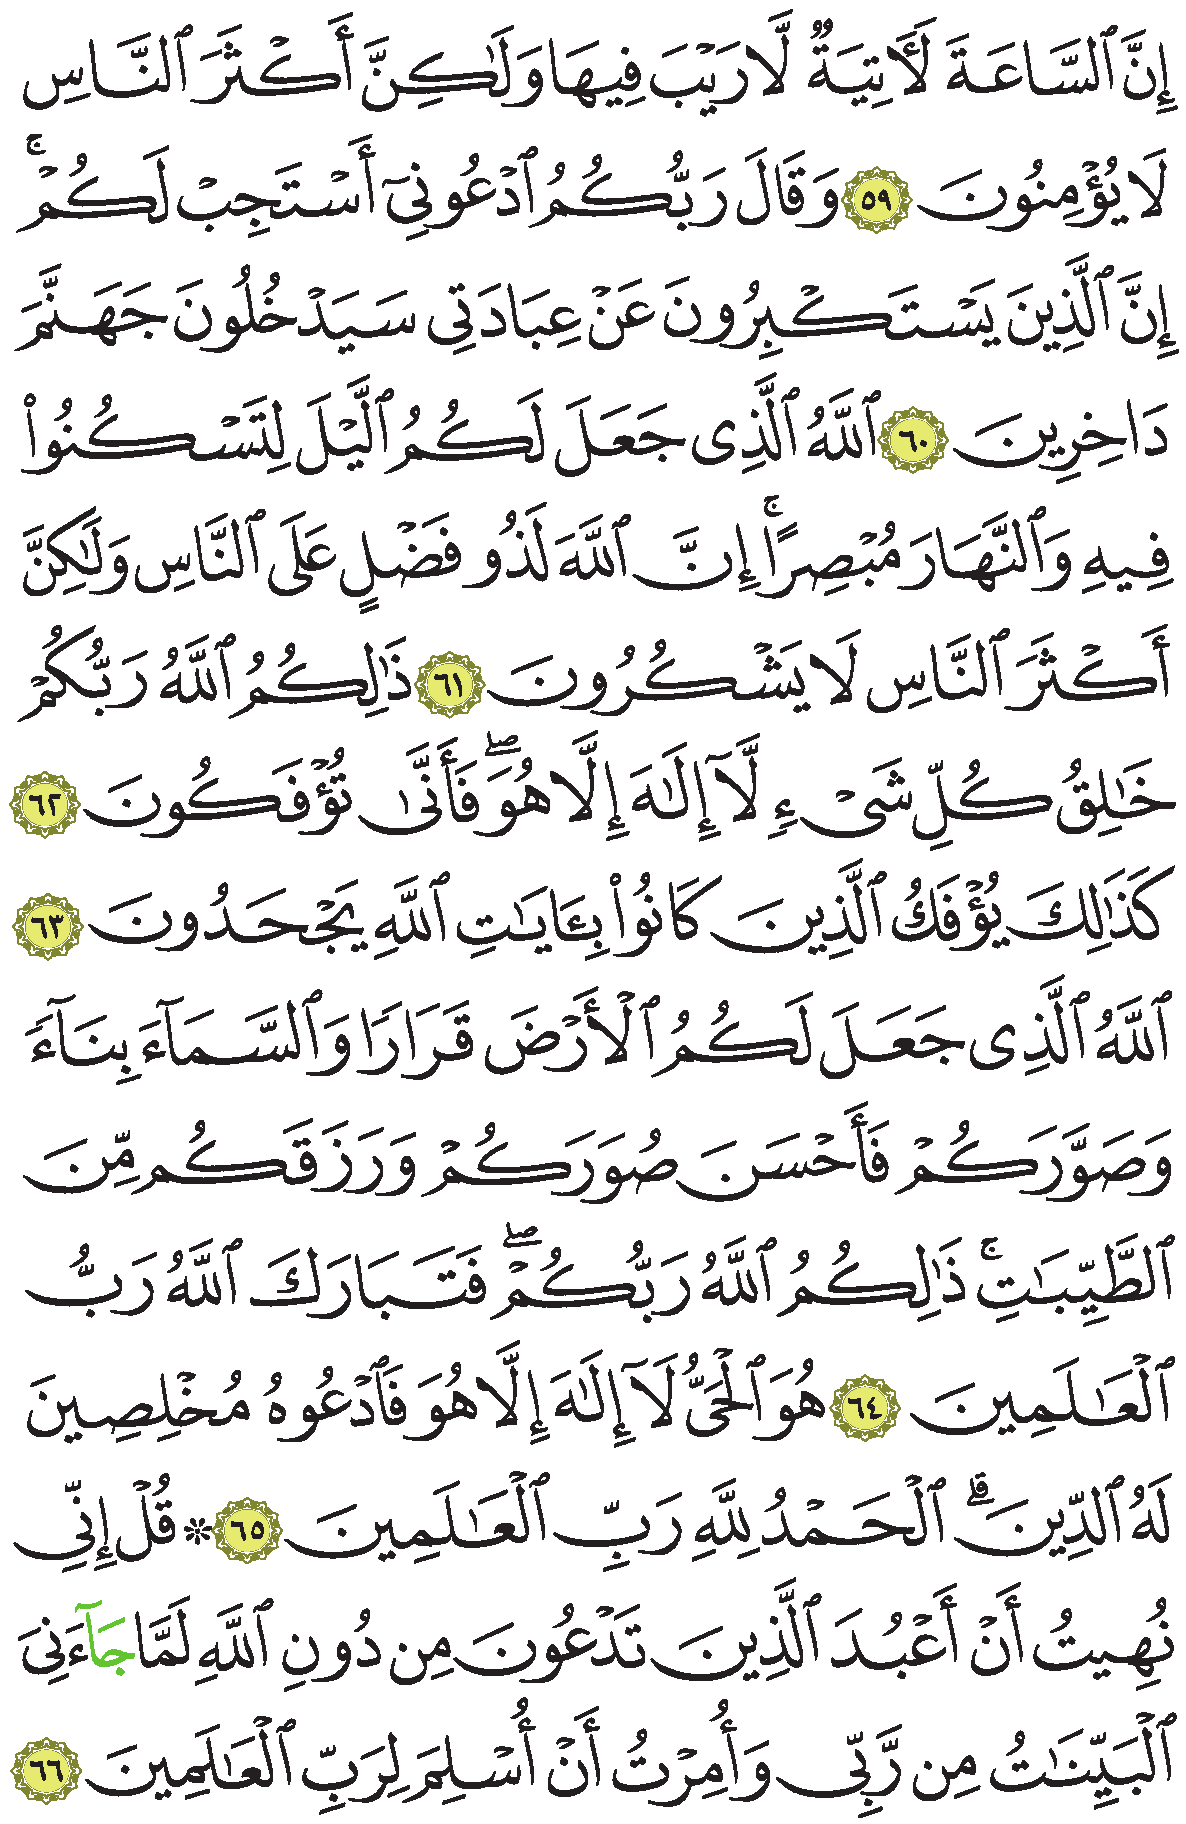 إِنَّ ٱلسَّاعَةَ لَأٓتِيَةٌ لَّا رَيۡبَ فِيهَا وَلَٰكِنَّ أَكۡثَرَ ٱلنَّاسِ
لَا يُؤۡمِنُونَ ٥٩ وَقَالَ رَبُّكُمُ ٱدۡعُونِيٓ أَسۡتَجِبۡ لَكُمۡۚ
إِنَّ ٱلَّذِينَ يَسۡتَكۡبِرُونَ عَنۡ عِبَادَتِي سَيَدۡخُلُونَ جَهَنَّمَ
دَاخِرِينَ ٦٠ ٱللَّهُ ٱلَّذِي جَعَلَ لَكُمُ ٱلَّيۡلَ لِتَسۡكُنُواْ
فِيهِ وَٱلنَّهَارَ مُبۡصِرًاۚ إِنَّ ٱللَّهَ لَذُو فَضۡلٍ عَلَى ٱلنَّاسِ وَلَٰكِنَّ
أَكۡثَرَ ٱلنَّاسِ لَا يَشۡكُرُونَ ٦١ ذَٰلِكُمُ ٱللَّهُ رَبُّكُمۡ
خَٰلِقُ كُلِّ شَيۡءٖ لَّآ إِلَٰهَ إِلَّا هُوَۖ فَأَنَّىٰ تُؤۡفَكُونَ ٦٢
كَذَٰلِكَ يُؤۡفَكُ ٱلَّذِينَ كَانُواْ بِـَٔايَٰتِ ٱللَّهِ يَجۡحَدُونَ ٦٣
ٱللَّهُ ٱلَّذِي جَعَلَ لَكُمُ ٱلۡأَرۡضَ قَرَارٗا وَٱلسَّمَآءَ بِنَآءٗ
وَصَوَّرَكُمۡ فَأَحۡسَنَ صُوَرَكُمۡ وَرَزَقَكُم مِّنَ
ٱلطَّيِّبَٰتِۚ ذَٰلِكُمُ ٱللَّهُ رَبُّكُمۡۖ فَتَبَارَكَ ٱللَّهُ رَبُّ
ٱلۡعَٰلَمِينَ ٦٤ هُوَ ٱلۡحَيُّ لَآ إِلَٰهَ إِلَّا هُوَ فَٱدۡعُوهُ مُخۡلِصِينَ
لَهُ ٱلدِّينَۗ ٱلۡحَمۡدُ لِلَّهِ رَبِّ ٱلۡعَٰلَمِينَ ٦٥ ۞ قُلۡ إِنِّي
نُهِيتُ أَنۡ أَعۡبُدَ ٱلَّذِينَ تَدۡعُونَ مِن دُونِ ٱللَّهِ لَمَّا جَآءَنِيَ
ٱلۡبَيِّنَٰتُ مِن رَّبِّي وَأُمِرۡتُ أَنۡ أُسۡلِمَ لِرَبِّ ٱلۡعَٰلَمِينَ ٦٦